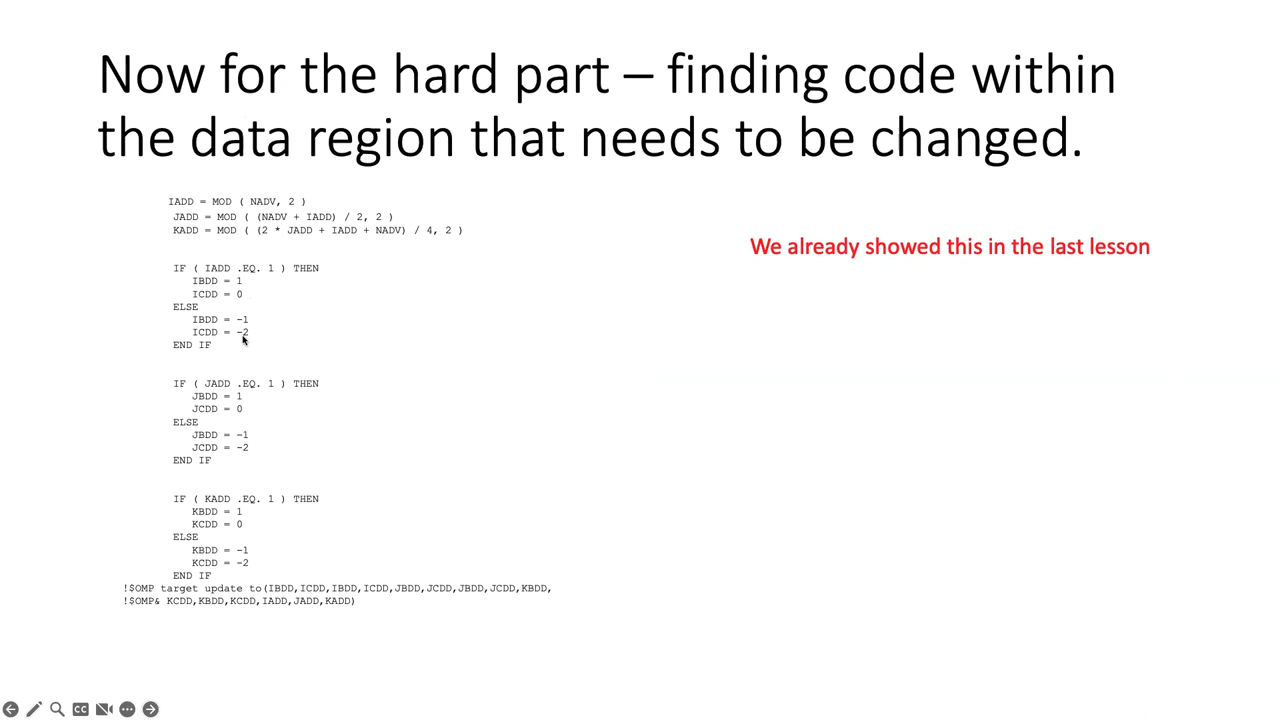 Now for the hard part – finding code within
the data region that needs to be changed.
IADD = MOD ( NADV, 2 )
JADD = MOD ( (NADV + IADD) / 2, 2 )
KADD = MOD ( (2 * JADD + IADD + NADV) / 4, 2 )
We already showed this in the last lesson
IF ( IADD .EQ. 1 ) THEN
IBDD = 1
ICDD = 0
ELSE
IBDD = -1
ICDD = -2
END IF
IF ( JADD .EQ. 1 ) THEN
JBDD = 1
JCDD = 0
ELSE
JBDD = -1
JCDD = -2
END IF
IF ( KADD .EQ. 1 ) THEN
KBDD = 1
KCDD = 0
ELSE
KBDD = -1
KCDD = -2
END IF
!$OMP target update to(IBDD,ICDD,IBDD,ICDD,JBDD,JCDD,JBDD,JCDD,KBDD,
!$OMP& KCDD,KBDD,KCDD,IADD,JADD,KADD)
CC